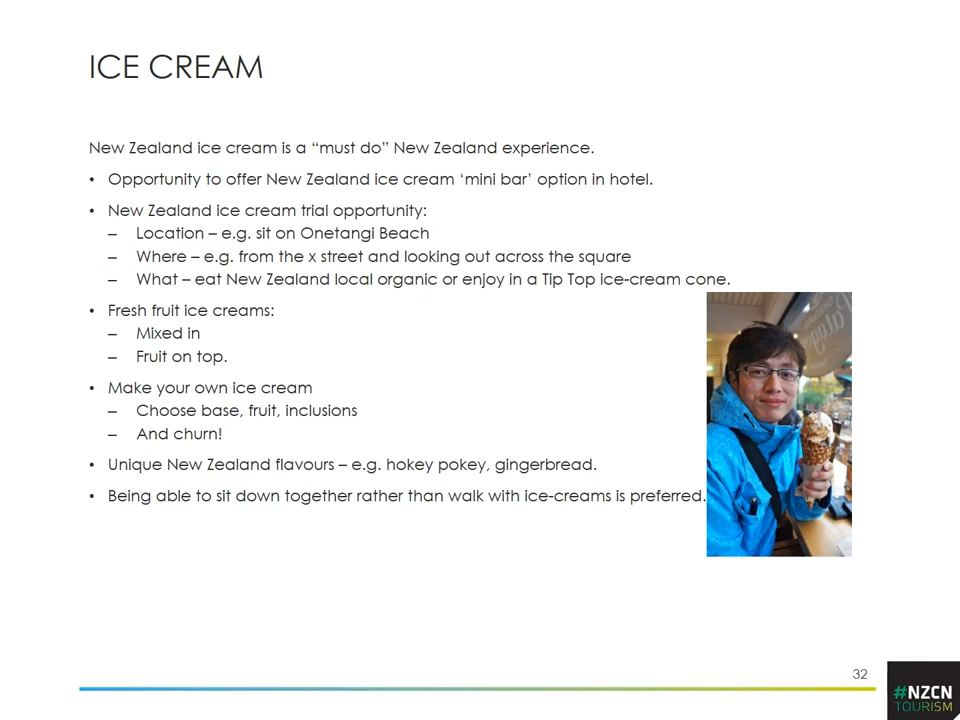 ICE CREAM
New Zealand ice cream is a “must do” New Zealand experience.
• Opportunity to offer New Zealand ice cream ‘mini bar’ option in hotel.
• New Zealand ice cream trial opportunity:
– Location – e.g. sit on Onetangi Beach
– Where – e.g. from the x street and looking out across the square
– What – eat New Zealand local organic or enjoy in a Tip Top ice-cream cone.
• Fresh fruit ice creams:
– Mixed in
– Fruit on top.
• Make your own ice cream
– Choose base, fruit, inclusions
– And churn!
• Unique New Zealand flavours – e.g. hokey pokey, gingerbread.
• Being able to sit down together rather than walk with ice-creams is preferred.
32
#NZCN
TOURISM